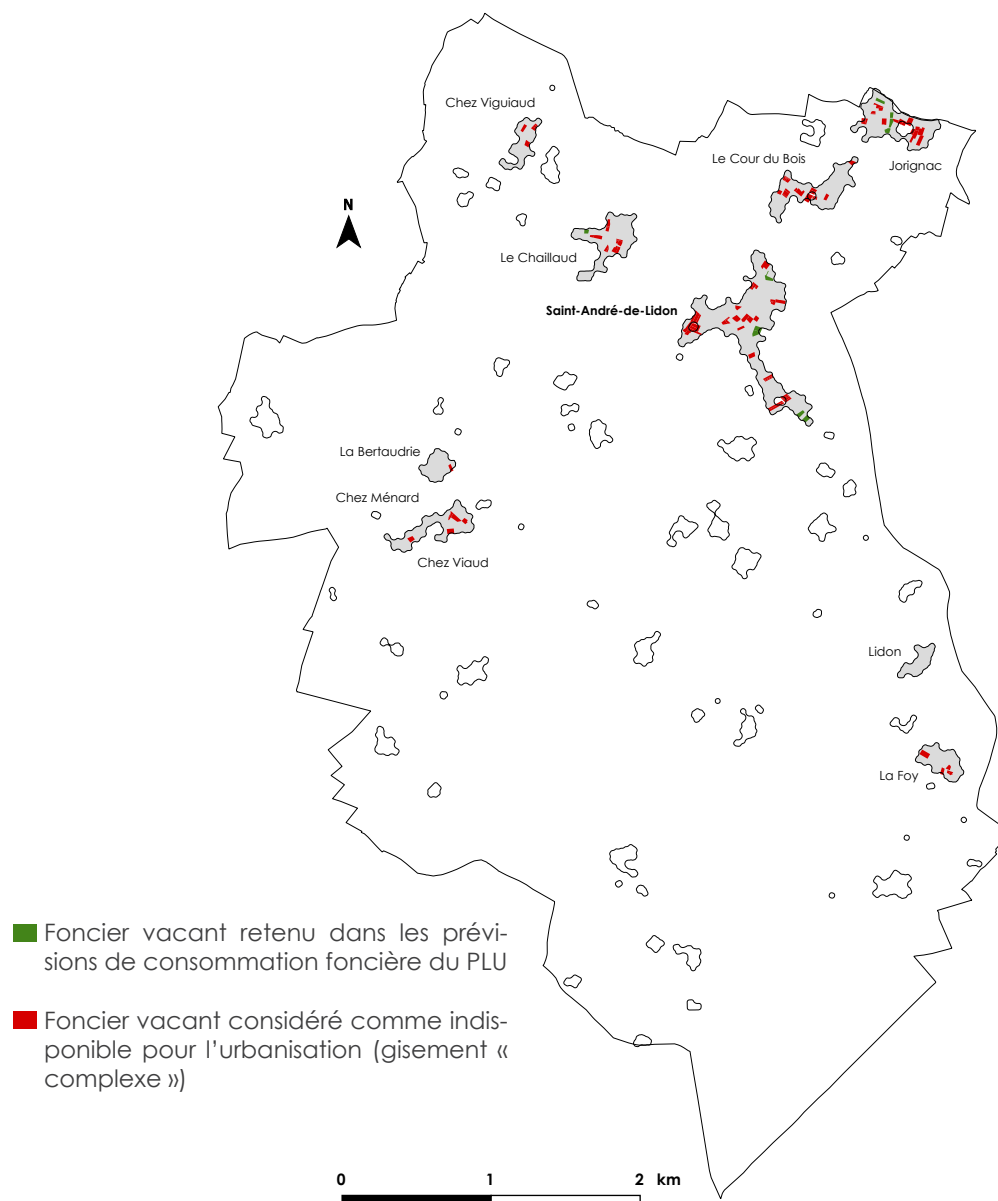 Chez Viguiaud
Jorignac
Le Cour du Bois
N
Le Chaillaud
Saint-André-de-Lidon
La Bertaudrie
Chez Ménard
Chez Viaud
Lidon
La Foy
Foncier vacant retenu dans les prévi-
sions de consommation foncière du PLU
Foncier vacant considéré comme indis-
ponible pour l'urbanisation (gisement «
complexe »)
0 1 2 km